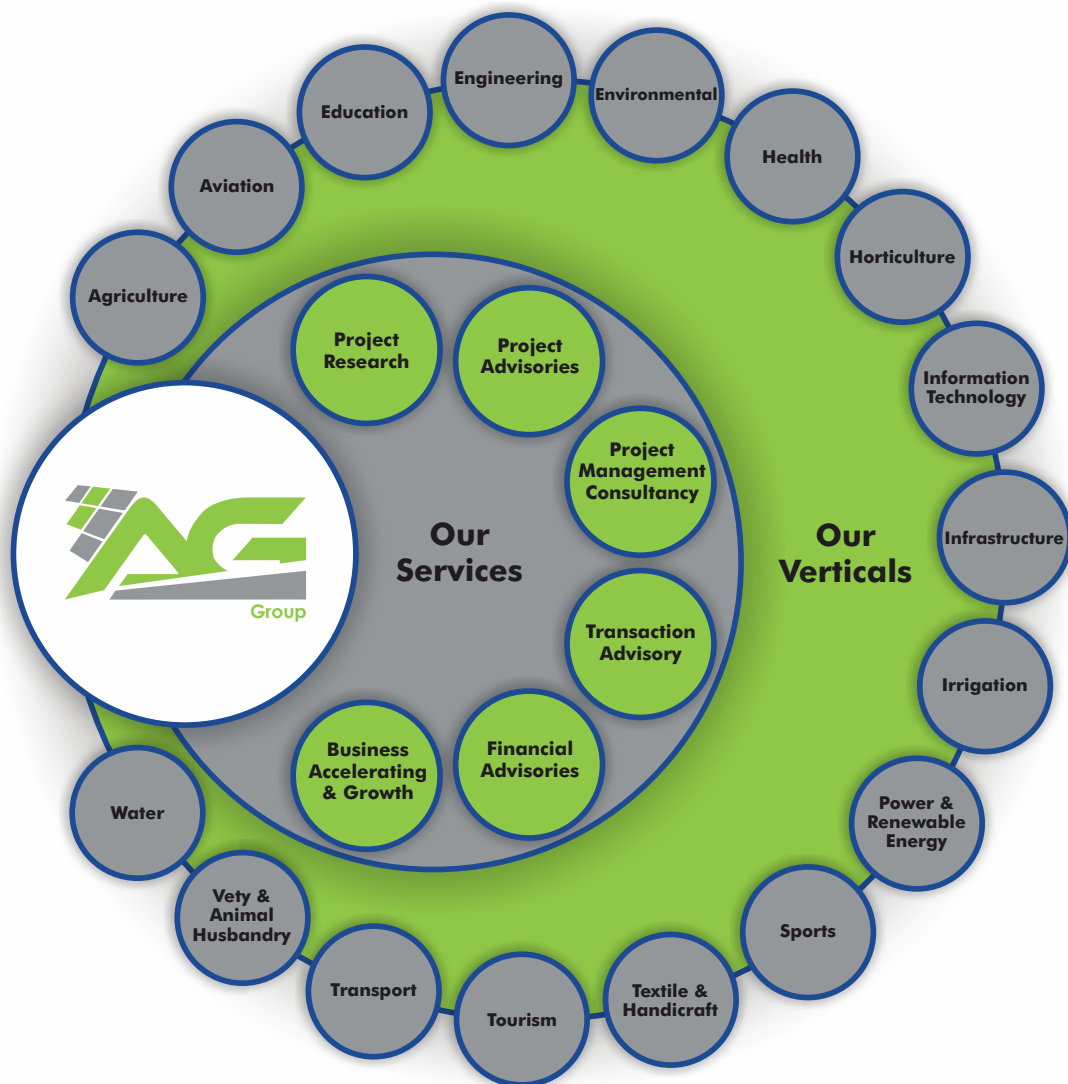 Engineering
Environmental
Education
Health
Aviation
Horticulture
Agriculture
Project
Research
Project
Advisories
Information
Technology
Project
Management
Consultancy
AG
Group
Our
Services
Our
Verticals
Infrastructure
Transaction
Advisory
Irrigation
Business
Accelerating
& Growth
Financial
Advisories
Water
Power &
Renewable
Energy
Vety &
Animal
Husbandry
Sports
Transport
Tourism
Textile &
Handicraft